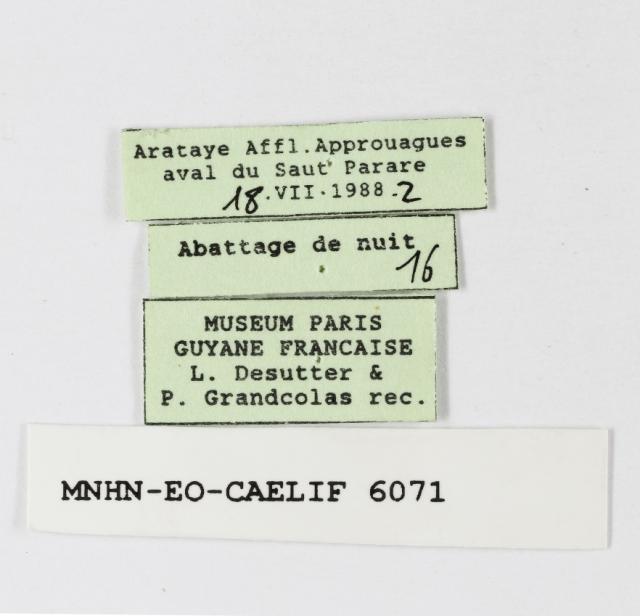 Arataye Affl.Approuagues
aval du Saut Parare
18.VII.1988.2
Abattage de nuit
16
MUSEUM PARIS
GUYANE FRANCAISE
L. Desutter &
P. Grandcolas rec.
MNHN-EO-CAELIF 6071